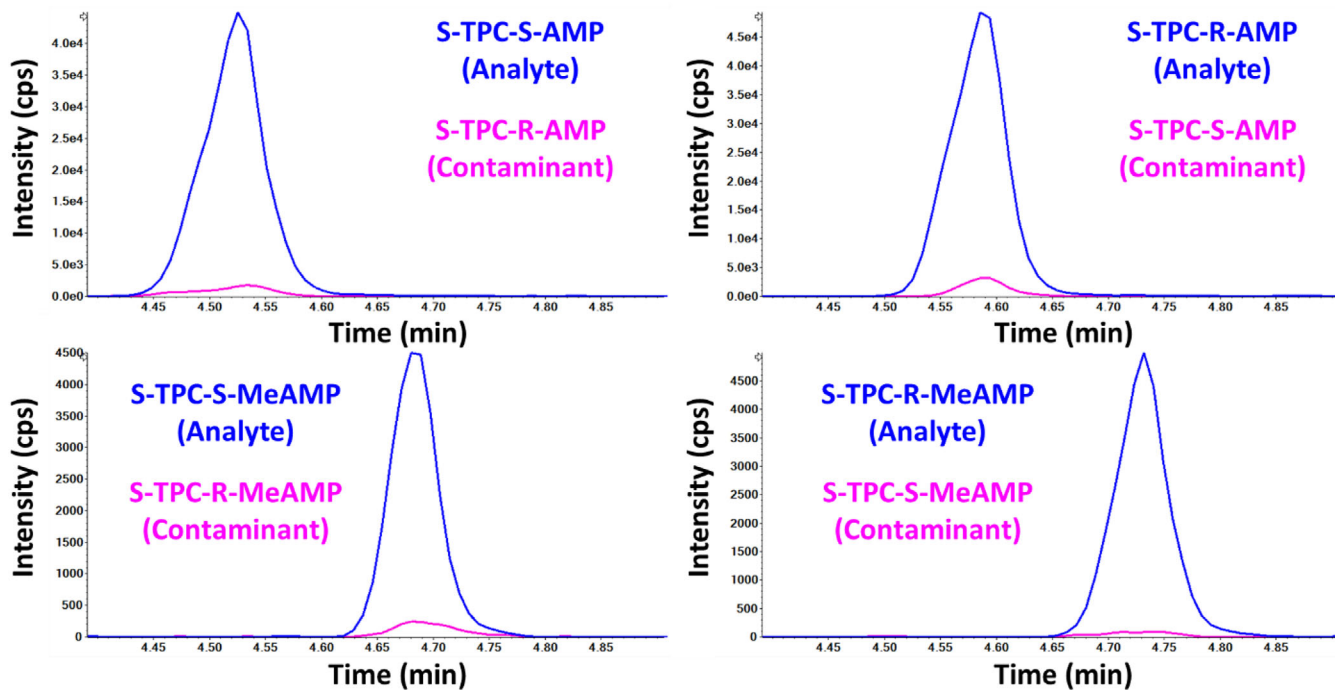 Intensity (cps)
4.0e4
3.5e4
3.0e4
2.5e4
2.0e4
1.5e4
1.0e4
5.0e3
0.0e0
4.45 4.50 4.55 4.60 4.65 4.70 4.75 4.80 4.85
Time (min)
S-TPC-S-AMP
(Analyte)
S-TPC-R-AMP
(Contaminant)
Intensity (cps)
4.5e4
4.0e4
3.5e4
3.0e4
2.5e4
2.0e4
1.5e4
1.0e4
5.0e3
0.0e0
4.45 4.50 4.55 4.60 4.65 4.70 4.75 4.80 4.85
Time (min)
S-TPC-R-AMP
(Analyte)
S-TPC-S-AMP
(Contaminant)
Intensity (cps)
4500
4000
3500
3000
2500
2000
1500
1000
500
0
4.45 4.50 4.55 4.60 4.65 4.70 4.75 4.80 4.85
Time (min)
S-TPC-S-MeAMP
(Analyte)
S-TPC-R-MeAMP
(Contaminant)
Intensity (cps)
4500
4000
3500
3000
2500
2000
1500
1000
500
0
4.45 4.50 4.55 4.60 4.65 4.70 4.75 4.80 4.85
Time (min)
S-TPC-R-MeAMP
(Analyte)
S-TPC-S-MeAMP
(Contaminant)